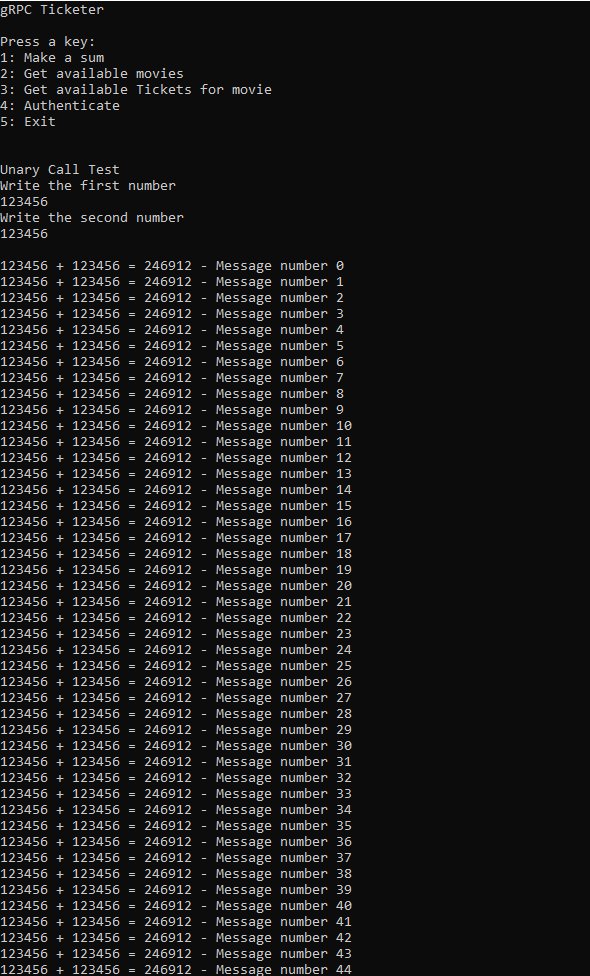 gRPC Ticketer
Press a key:
1: Make a sum
2: Get available movies
3: Get available Tickets for movie
4: Authenticate
5: Exit
Unary Call Test
Write the first number
123456
Write the second number
123456
123456 + 123456 = 246912 - Message number 0
123456 + 123456 = 246912 - Message number 1
123456 + 123456 = 246912 - Message number 2
123456 + 123456 = 246912 - Message number 3
123456 + 123456 = 246912 - Message number 4
123456 + 123456 = 246912 - Message number 5
123456 + 123456 = 246912 - Message number 6
123456 + 123456 = 246912 - Message number 7
123456 + 123456 = 246912 - Message number 8
123456 + 123456 = 246912 - Message number 9
123456 + 123456 = 246912 - Message number 10
123456 + 123456 = 246912 - Message number 11
123456 + 123456 = 246912 - Message number 12
123456 + 123456 = 246912 - Message number 13
123456 + 123456 = 246912 - Message number 14
123456 + 123456 = 246912 - Message number 15
123456 + 123456 = 246912 - Message number 16
123456 + 123456 = 246912 - Message number 17
123456 + 123456 = 246912 - Message number 18
123456 + 123456 = 246912 - Message number 19
123456 + 123456 = 246912 - Message number 20
123456 + 123456 = 246912 - Message number 21
123456 + 123456 = 246912 - Message number 22
123456 + 123456 = 246912 - Message number 23
123456 + 123456 = 246912 - Message number 24
123456 + 123456 = 246912 - Message number 25
123456 + 123456 = 246912 - Message number 26
123456 + 123456 = 246912 - Message number 27
123456 + 123456 = 246912 - Message number 28
123456 + 123456 = 246912 - Message number 29
123456 + 123456 = 246912 - Message number 30
123456 + 123456 = 246912 - Message number 31
123456 + 123456 = 246912 - Message number 32
123456 + 123456 = 246912 - Message number 33
123456 + 123456 = 246912 - Message number 34
123456 + 123456 = 246912 - Message number 35
123456 + 123456 = 246912 - Message number 36
123456 + 123456 = 246912 - Message number 37
123456 + 123456 = 246912 - Message number 38
123456 + 123456 = 246912 - Message number 39
123456 + 123456 = 246912 - Message number 40
123456 + 123456 = 246912 - Message number 41
123456 + 123456 = 246912 - Message number 42
123456 + 123456 = 246912 - Message number 43
123456 + 123456 = 246912 - Message number 44